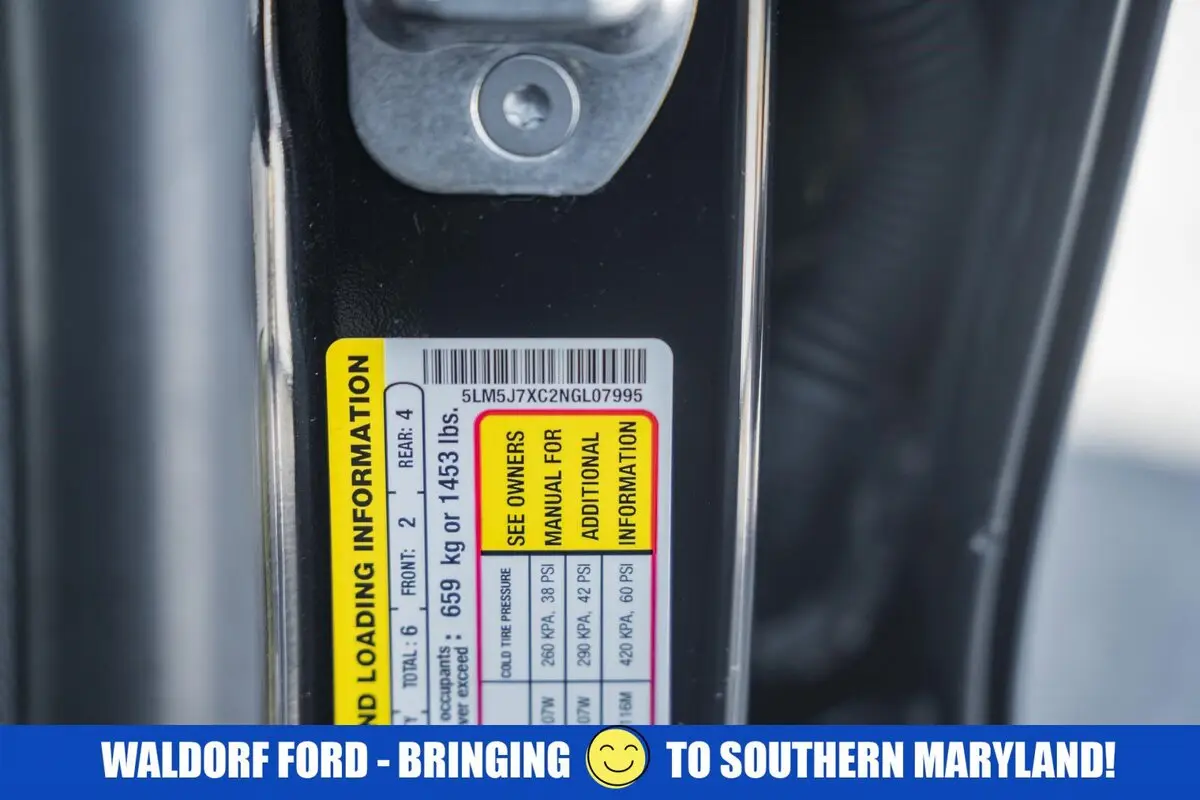 5LM5J7XC2NGL07995
LOADING INFORMATION
TOTAL : 6 FRONT: 2 REAR: 4
occupants : 659 kg or 1453 lbs.
exceed
SEE OWNERS
MANUAL FOR
ADDITIONAL
INFORMATION
COLD TIRE PRESSURE
260 KPA, 38 PSI
290 KPA, 42 PSI
420 KPA, 60 PSI
WALDORF FORD - BRINGING TO SOUTHERN MARYLAND!